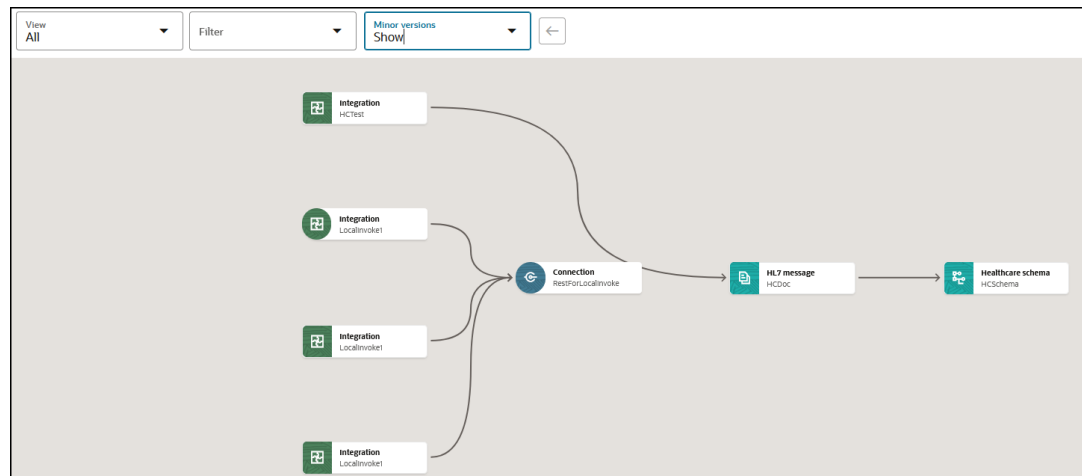 View
All
Filter
Minor versions
Show
Integration
HCTest
Integration
LocalInvoke1
Connection
RestForLocalInvoke
HL7 message
HCDoc
Healthcare schema
HCSchema
Integration
LocalInvoke1
Integration
LocalInvoke1